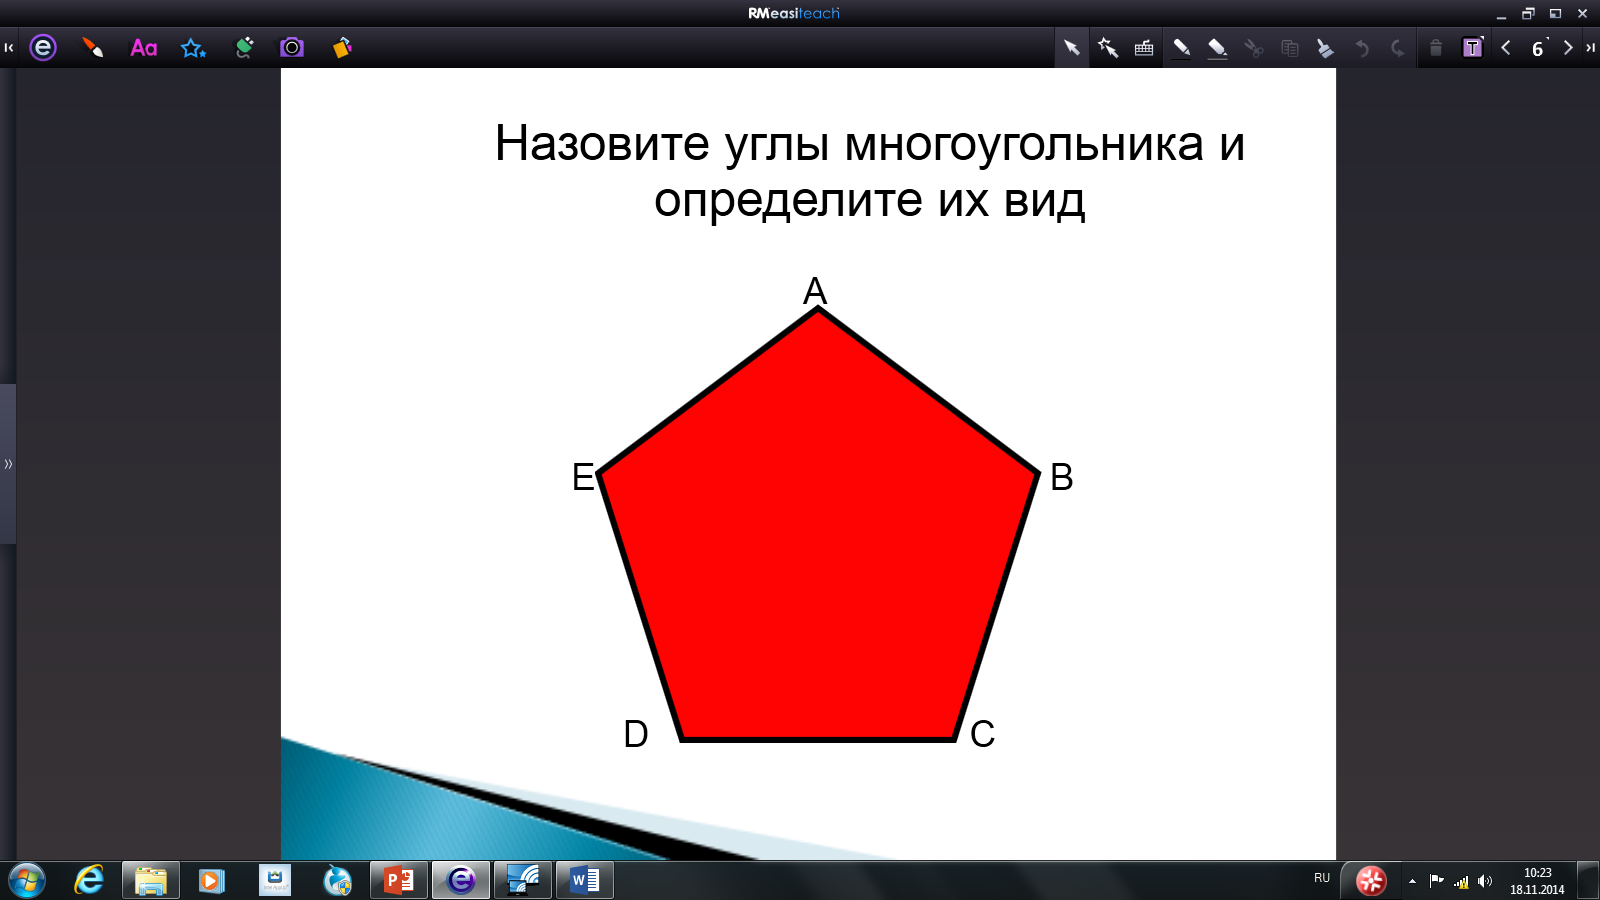 RMeasiteach
Aa
T
6
Назовите углы многоугольника и
определите их вид
A
E
B
D
C
RU
10:23
18.11.2014